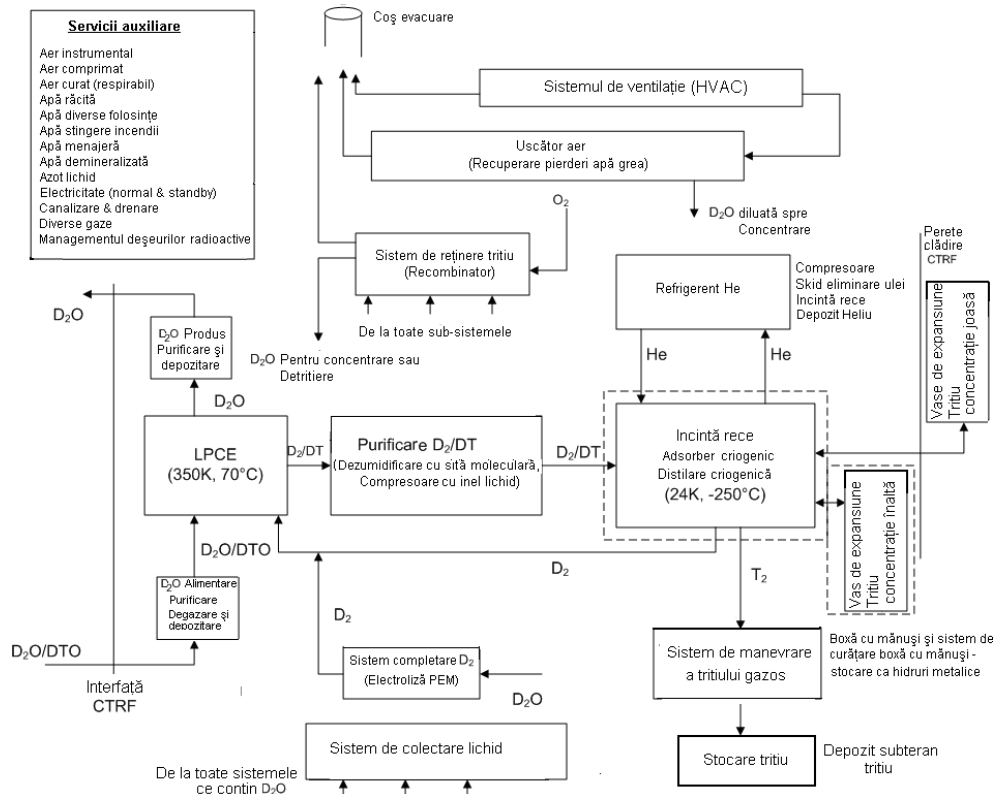 Servicii auxiliare
Aer instrumental
Aer comprimat
Aer curat (respirabil)
Apă răcită
Apă diverse folosințe
Apă stingere incendii
Apă menajeră
Apă demineralizată
Azot lichid
Electricitate (normal & standby)
Canalizare & drenare
Diverse gaze
Managementul deșeurilor radioactive
Coș evacuare
Sistemul de ventilație (HVAC)
Uscător aer
(Recuperare pierderi apă grea)
O₂
D₂O diluată spre
Concentrare
Sistem de reținere tritiu
(Recombinator)
De la toate sub-sistemele
D₂O Pentru concentrare sau
Detritiere
Refrigerent He
Compresoare
Skid eliminare ulei
Incintă rece
Depozit Heliu
Perete
clădire
CTRF
Vase de expansiune
Tritiu
concentrație joasă
He
He
D₂O
D₂O Produs
Purificare și
depozitare
D₂O
LPCE
(350K, 70°C)
D₂/DT
Purificare D₂/DT
(Dezumidificare cu sită moleculară,
Compresoare cu inel lichid)
D₂/DT
Incintă rece
Adsorber criogenic
Distilare criogenică
(24K, -250°C)
Vas de expansiune
Tritiu
concentrație înaltă
D₂O/DTO
D₂
T₂
D₂O Alimentare
Purificare
Degazare și
depozitare
D₂O/DTO
D₂
Interfață
CTRF
Sistem completare D₂
(Electroliză PEM)
D₂O
Sistem de manevrare
a tritiului gazos
Boxă cu mănuși și sistem de
curățare boxă cu mănuși -
stocare ca hidruri metalice
Sistem de colectare lichid
De la toate sistemele
ce conțin D₂O
Stocare tritiu
Depozit subteran
tritiu